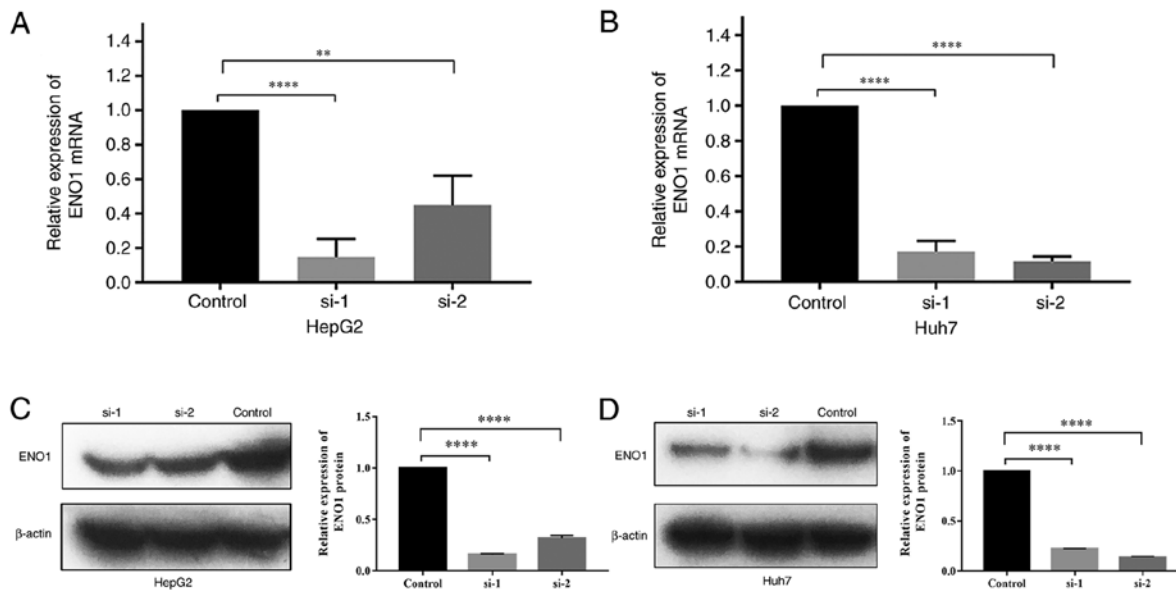 A
Relative expression of
ENO1 mRNA
1.4
1.2
1.0
0.8
0.6
0.4
0.2
0.0
**
****
Control si-1 si-2
HepG2
B
Relative expression of
ENO1 mRNA
1.4
1.2
1.0
0.8
0.6
0.4
0.2
0.0
****
****
Control si-1 si-2
Huh7
C
si-1 si-2 Control
ENO1
β-actin
HepG2
Relative expression of
ENO1 protein
1.5
1.0
0.5
0.0
****
****
Control si-1 si-2
D
si-1 si-2 Control
ENO1
β-actin
Huh7
Relative expression of
ENO1 protein
1.5
1.0
0.5
0.0
****
****
Control si-1 si-2